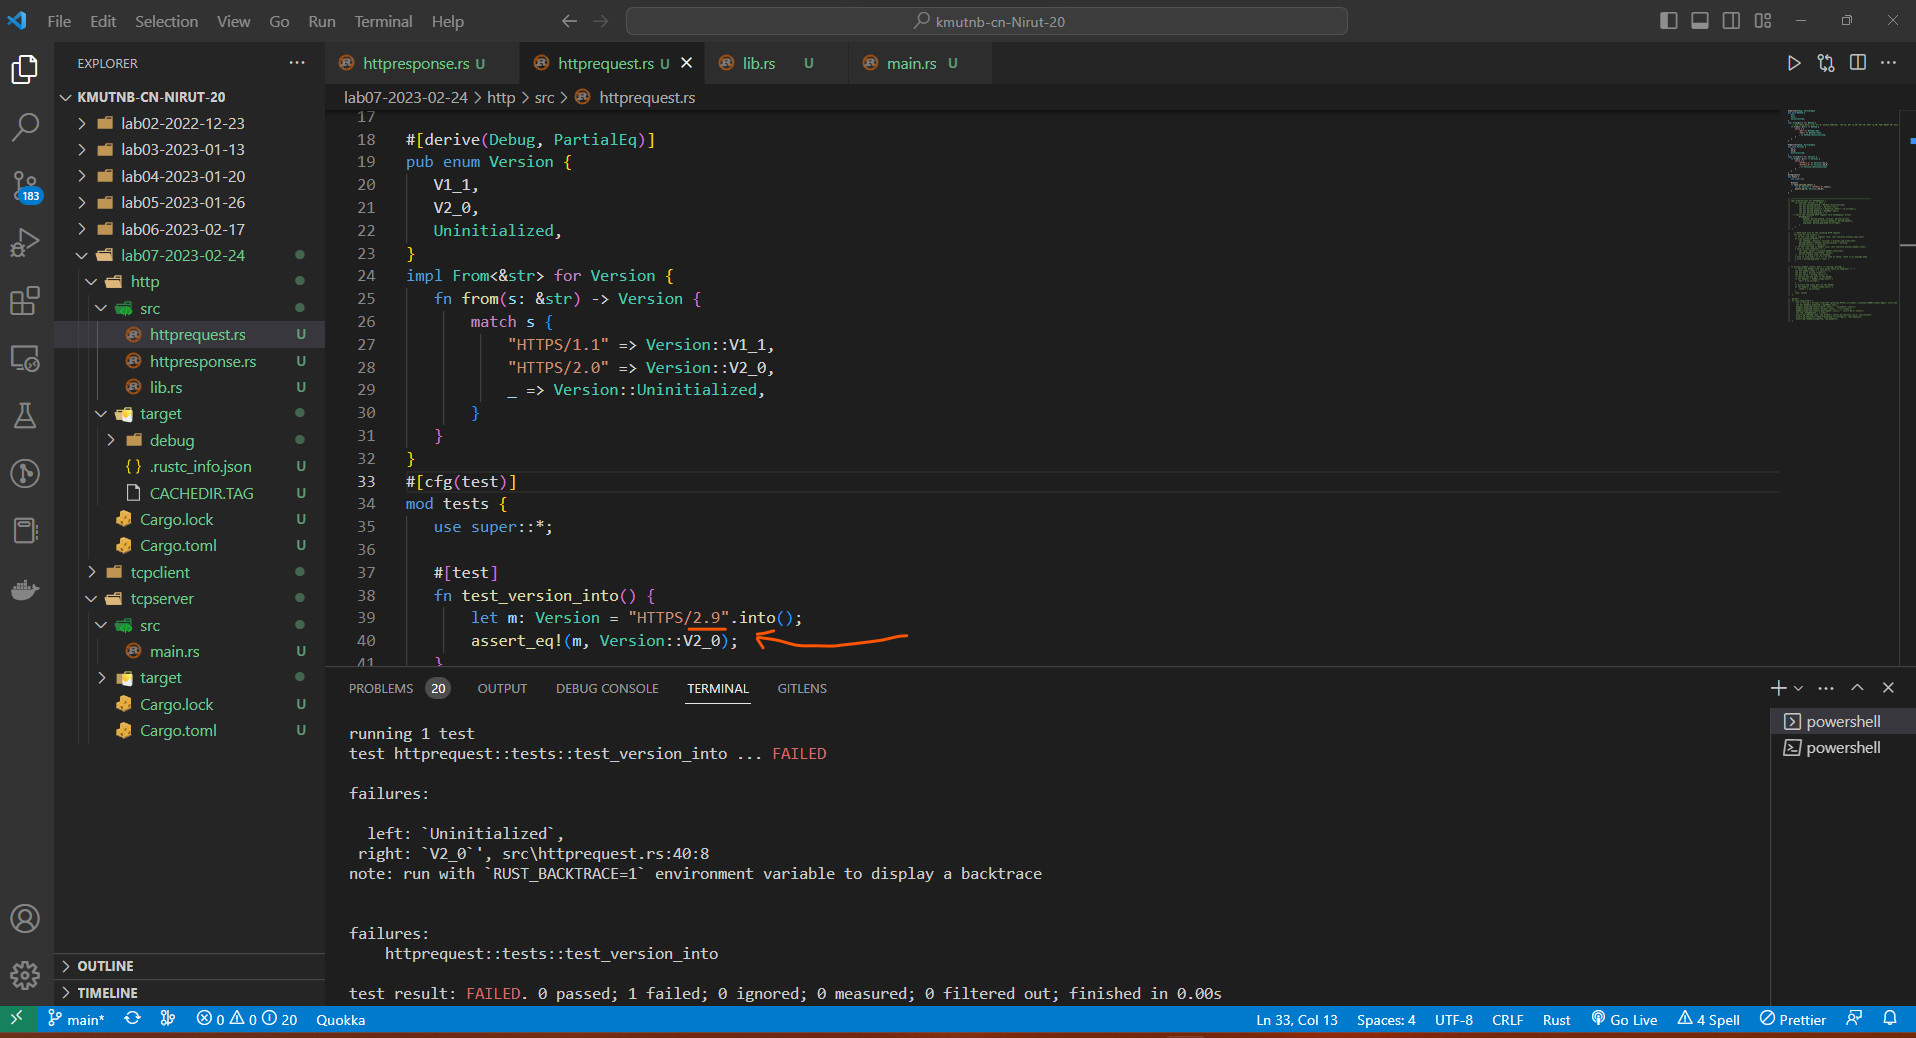 File Edit Selection View Go Run Terminal Help
kmutnb-cn-Nirut-20
EXPLORER
KMUTNB-CN-NIRUT-20
lab02-2022-12-23
lab03-2023-01-13
lab04-2023-01-20
lab05-2023-01-26
lab06-2023-02-17
lab07-2023-02-24
http
src
httprequest.rs U
httpresponse.rs U
lib.rs U
target
debug
.rustc_info.json U
CACHEDIR.TAG U
Cargo.lock U
Cargo.toml U
tcpclient
tcpserver
src
main.rs U
target
Cargo.lock U
Cargo.toml U
OUTLINE
TIMELINE
183
httpresponse.rs U httprequest.rs U lib.rs U main.rs U
lab07-2023-02-24 > http > src > httprequest.rs
17
18 #[derive(Debug, PartialEq)]
19 pub enum Version {
20 V1_1,
21 V2_0,
22 Uninitialized,
23 }
24 impl From<&str> for Version {
25 fn from(s: &str) -> Version {
26 match s {
27 "HTTPS/1.1" => Version::V1_1,
28 "HTTPS/2.0" => Version::V2_0,
29 _ => Version::Uninitialized,
30 }
31 }
32 }
33 #[cfg(test)]
34 mod tests {
35 use super::*;
36
37 #[test]
38 fn test_version_into() {
39 let m: Version = "HTTPS/2.9".into();
40 assert_eq!(m, Version::V2_0);
41 }
PROBLEMS 20 OUTPUT DEBUG CONSOLE TERMINAL GITLENS
powershell
powershell
running 1 test
test httprequest::tests::test_version_into ... FAILED
failures:
left: `Uninitialized`,
right: `V2_0`', src\httprequest.rs:40:8
note: run with `RUST_BACKTRACE=1` environment variable to display a backtrace
failures:
httprequest::tests::test_version_into
test result: FAILED. 0 passed; 1 failed; 0 ignored; 0 measured; 0 filtered out; finished in 0.00s
main* 0 0 20 Quokka Ln 33, Col 13 Spaces: 4 UTF-8 CRLF Rust Go Live 4 Spell Prettier